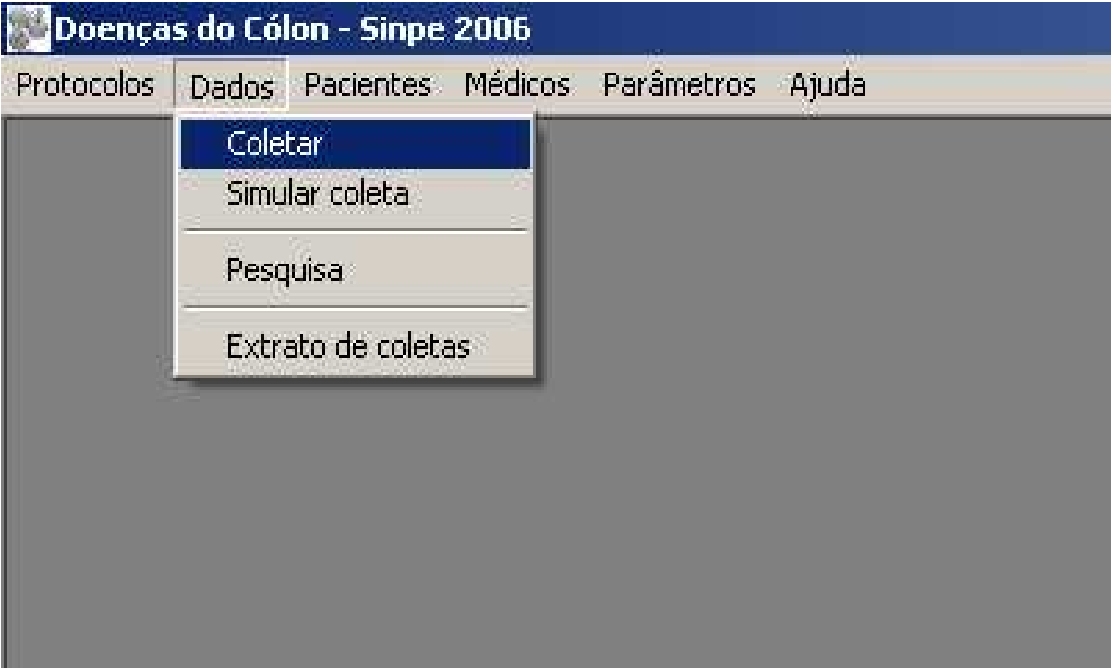 Doenças do Cólon - Sinpe 2006
Protocolos Dados Pacientes Médicos Parâmetros Ajuda
Coletar
Simular coleta
Pesquisa
Extrato de coletas